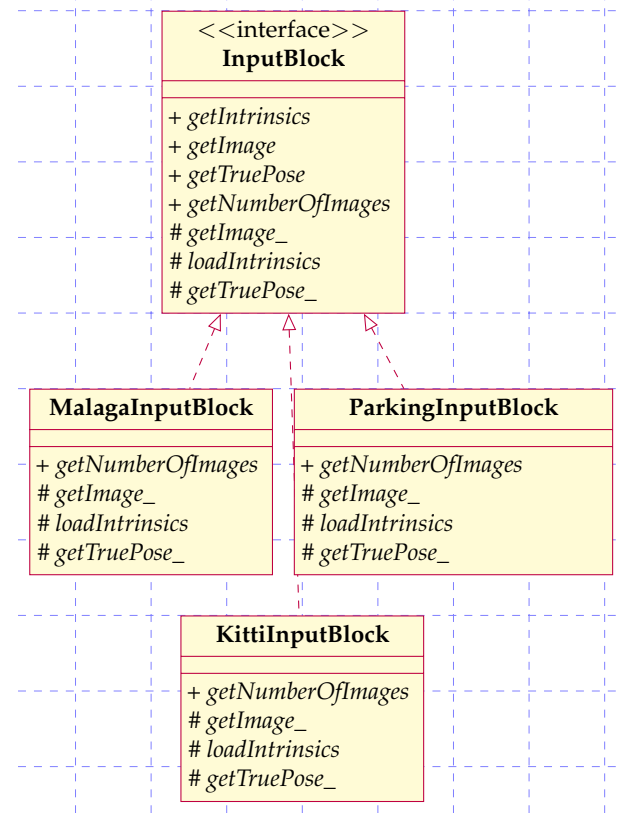 <<interface>>
InputBlock
+ getIntrinsics
+ getImage
+ getTruePose
+ getNumberOfImages
# getImage_
# loadIntrinsics
# getTruePose_
MalagaInputBlock
+ getNumberOfImages
# getImage_
# loadIntrinsics
# getTruePose_
ParkingInputBlock
+ getNumberOfImages
# getImage_
# loadIntrinsics
# getTruePose_
KittiInputBlock
+ getNumberOfImages
# getImage_
# loadIntrinsics
# getTruePose_